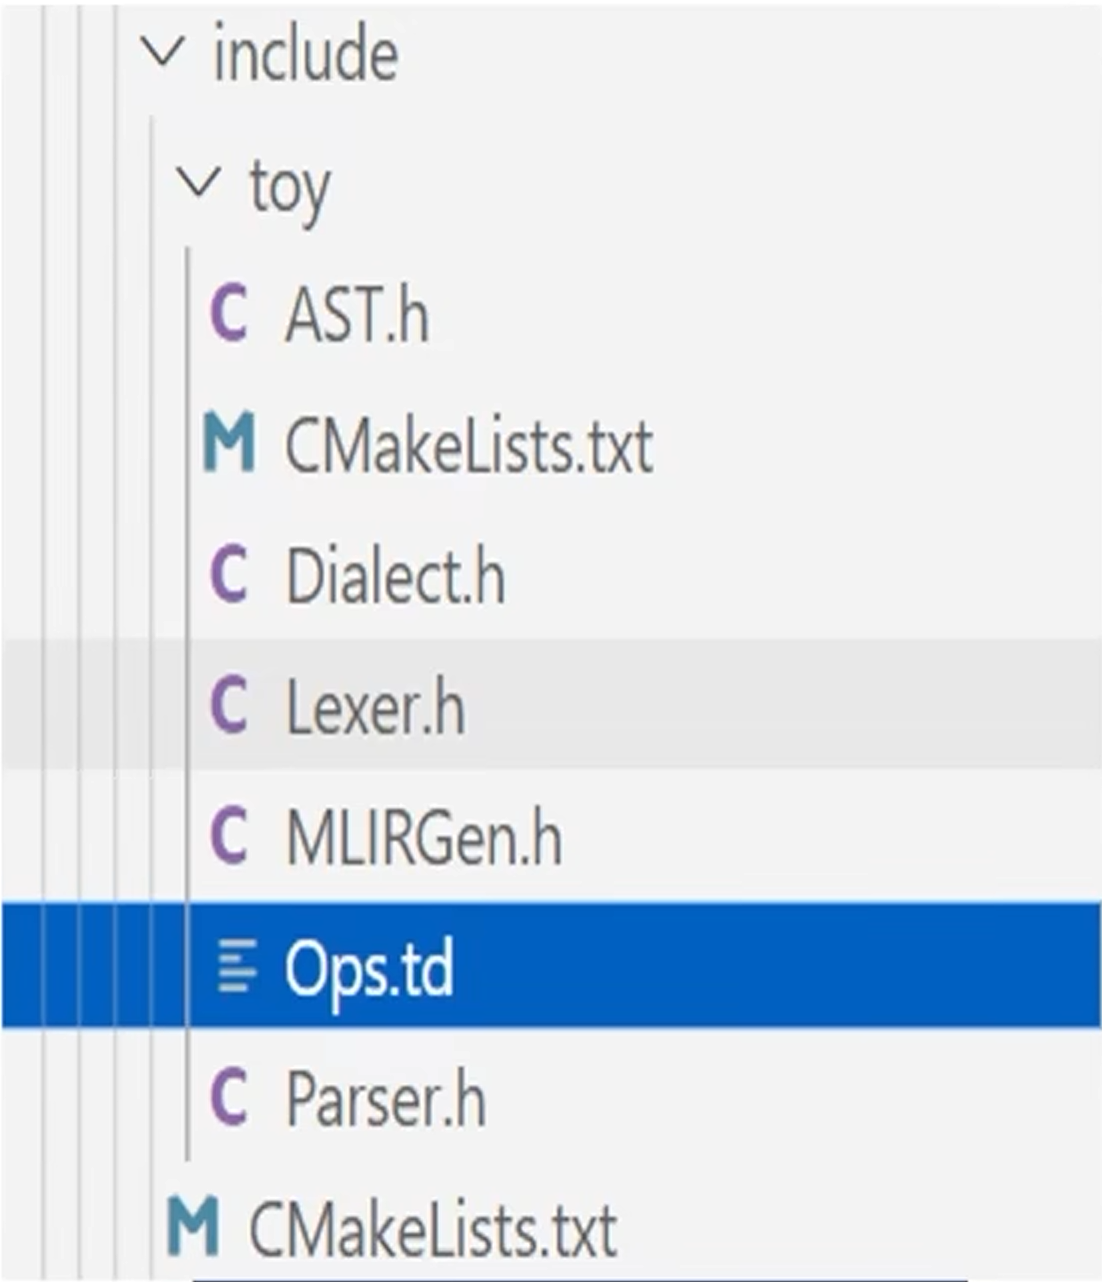 include
toy
C AST.h
M CMakeLists.txt
C Dialect.h
C Lexer.h
C MLIRGen.h
Ops.td
C Parser.h
M CMakeLists.txt